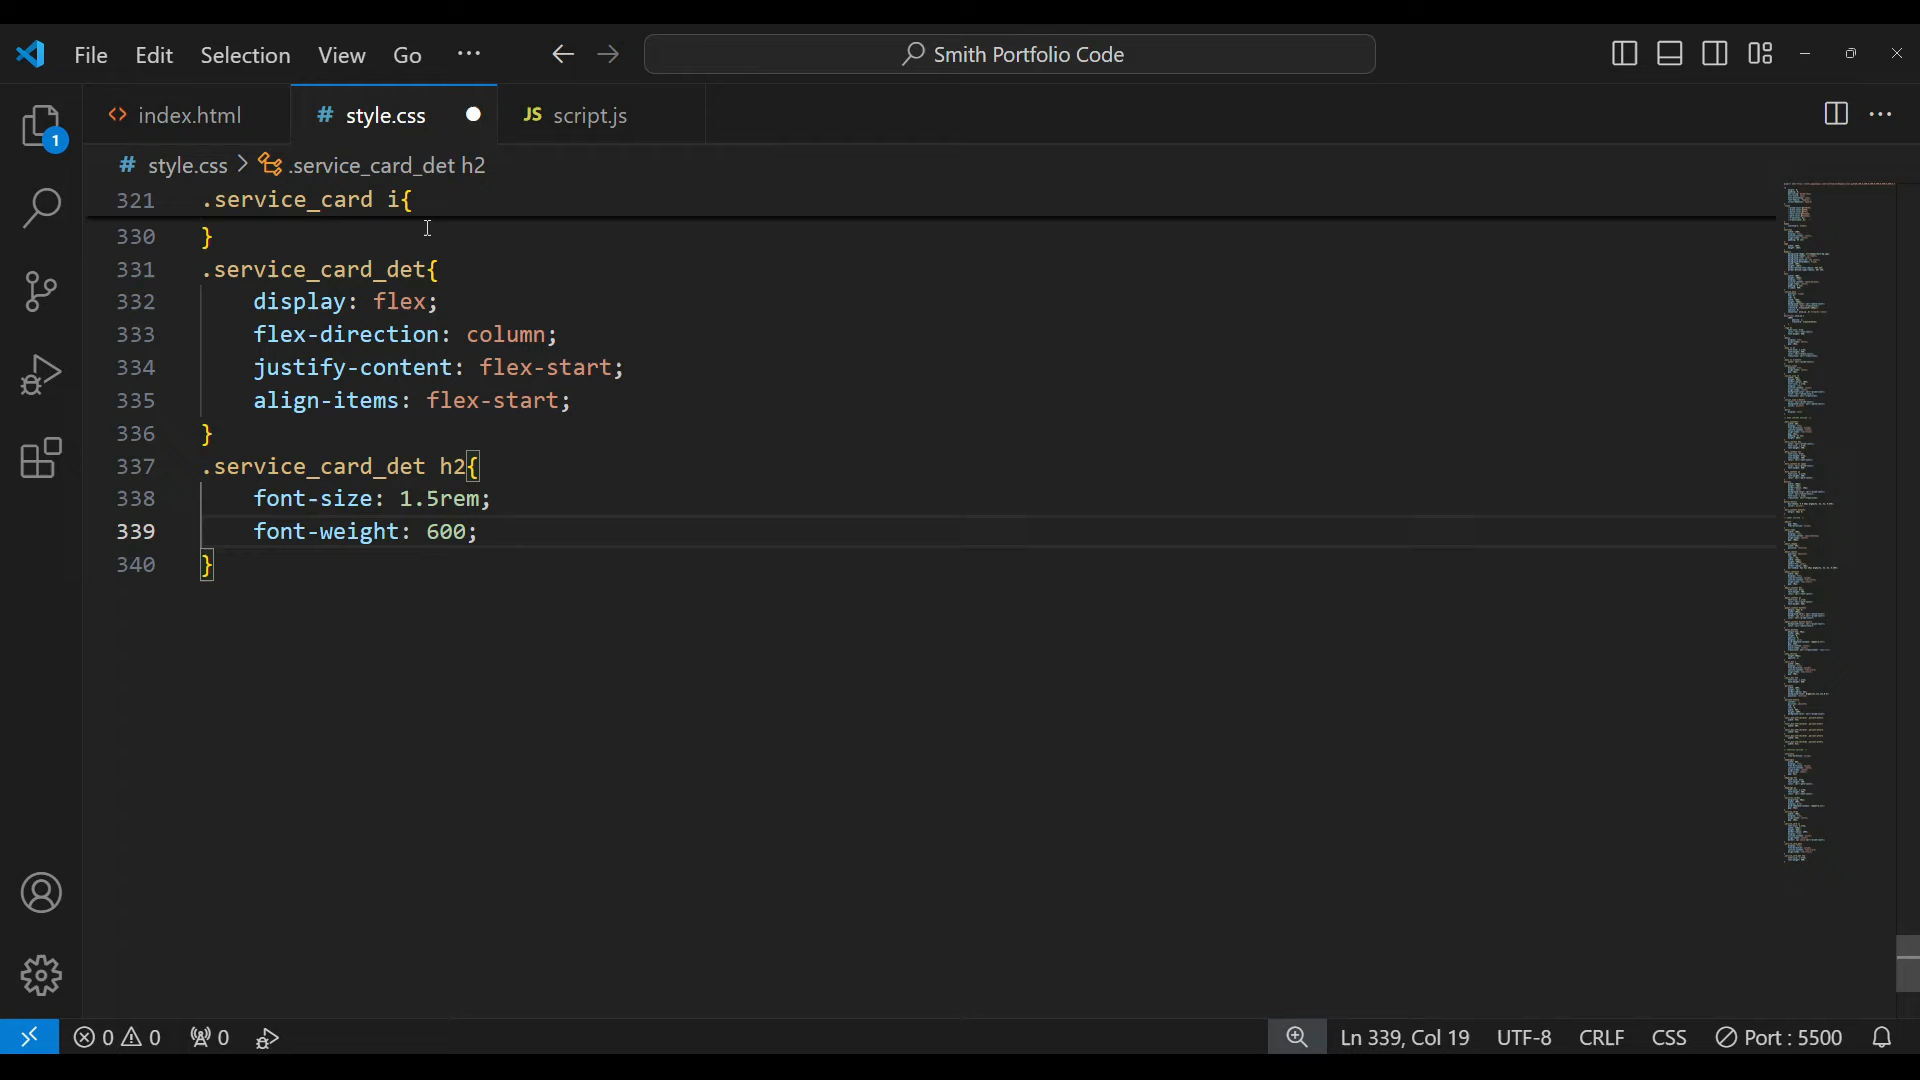 File Edit Selection View Go ··· Smith Portfolio Code
1
index.html # style.css JS script.js
# style.css > .service_card_det h2
321 .service_card i{
330 }
331 .service_card_det{
332 display: flex;
333 flex-direction: column;
334 justify-content: flex-start;
335 align-items: flex-start;
336 }
337 .service_card_det h2{
338 font-size: 1.5rem;
339 font-weight: 600;
340 }
0 0 0 Ln 339, Col 19 UTF-8 CRLF CSS Port : 5500